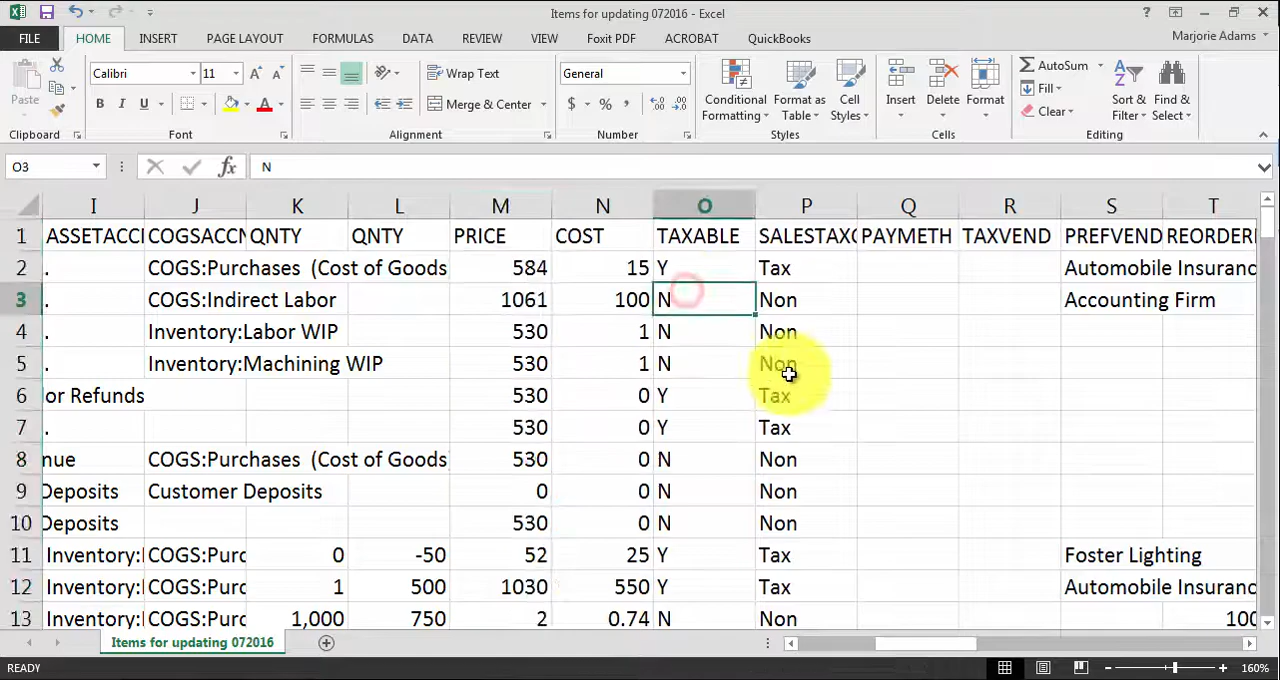 Items for updating 072016 - Excel
FILE HOME INSERT PAGE LAYOUT FORMULAS DATA REVIEW VIEW Foxit PDF ACROBAT QuickBooks Marjorie Adams
Paste
Calibri 11
B I U
Wrap Text
Merge & Center
General
$ % ,
Conditional Formatting
Format as Table
Cell Styles
Insert
Delete
Format
AutoSum
Fill
Clear
Sort & Filter
Find & Select
Clipboard Font Alignment Number Styles Cells Editing
O3 fx N
I J K L M N O P Q R S T
1 ASSETACC COGSACCN QNTY QNTY PRICE COST TAXABLE SALESTAXC PAYMETH TAXVEND PREFVEND REORDER
2 . COGS:Purchases (Cost of Goods 584 15 Y Tax Automobile Insuranc
3 . COGS:Indirect Labor 1061 100 N Non Accounting Firm
4 . Inventory:Labor WIP 530 1 N Non
5 . Inventory:Machining WIP 530 1 N Non
6 or Refunds 530 0 Y Tax
7 . 530 0 Y Tax
8 nue COGS:Purchases (Cost of Goods 530 0 N Non
9 Deposits Customer Deposits 0 0 N Non
10 Deposits 530 0 N Non
11 Inventory: COGS:Purc 0 -50 52 25 Y Tax Foster Lighting
12 Inventory: COGS:Purc 1 500 1030 550 Y Tax Automobile Insuranc
13 Inventory: COGS:Purc 1,000 750 2 0.74 N Non 100
Items for updating 072016
READY 160%